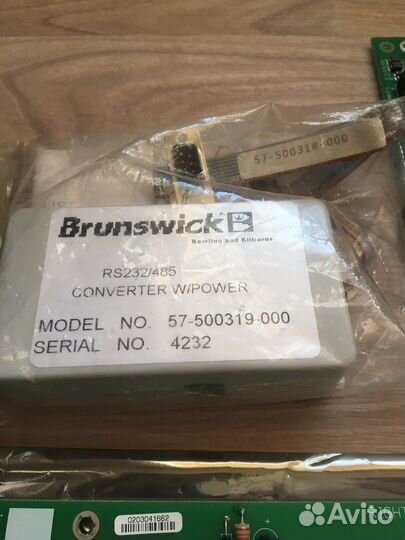 57-500318-000
Brunswick B
Bowling and Billiards
RS232/485
CONVERTER W/POWER
MODEL NO. 57-500319-000
SERIAL NO. 4232
0203041662
Avito